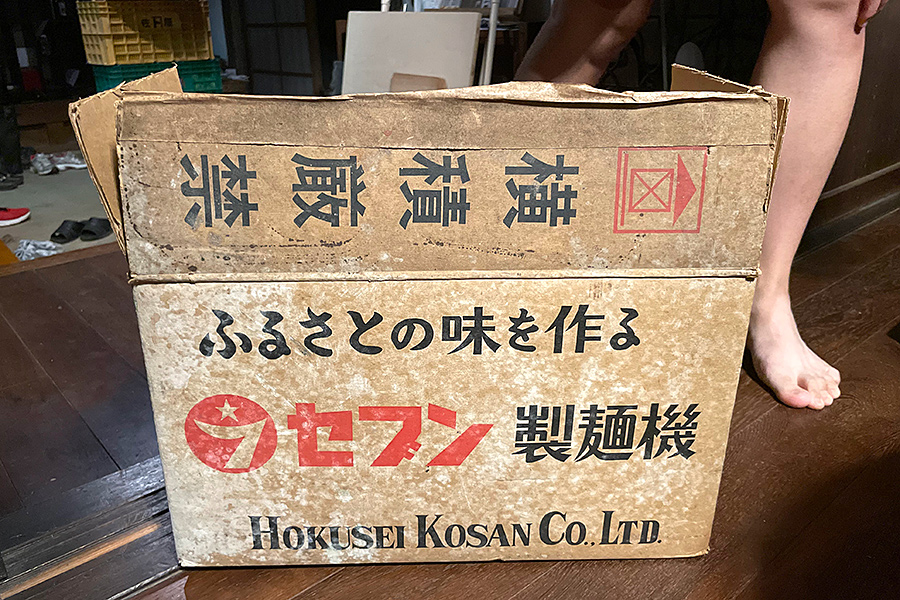 横積厳禁
ふるさとの味を作る
セブン 製麺機
HOKUSEI KOSAN CO., LTD.